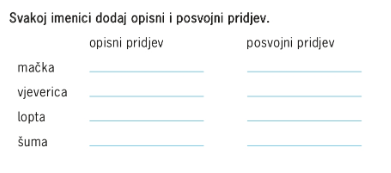 Svakoj imenici dodaj opisni i posvojni pridjev.
opisni pridjev posvojni pridjev
mačka
vjeverica
lopta
šuma